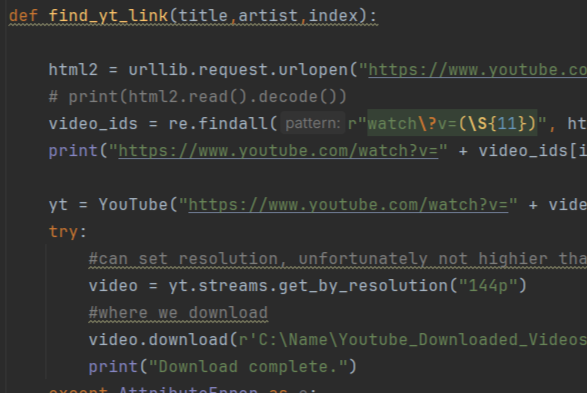 def find_yt_link(title,artist,index):
html2 = urllib.request.urlopen("https://www.youtube.co
# print(html2.read().decode())
video_ids = re.findall( pattern: r"watch\?v=(\S{11})", ht
print("https://www.youtube.com/watch?v=" + video_ids[i
yt = YouTube("https://www.youtube.com/watch?v=" + vide
try:
#can set resolution, unfortunately not highier tha
video = yt.streams.get_by_resolution("144p")
#where we download
video.download(r'C:\Name\Youtube_Downloaded_Videos
print("Download complete.")
except AttributeError as e: